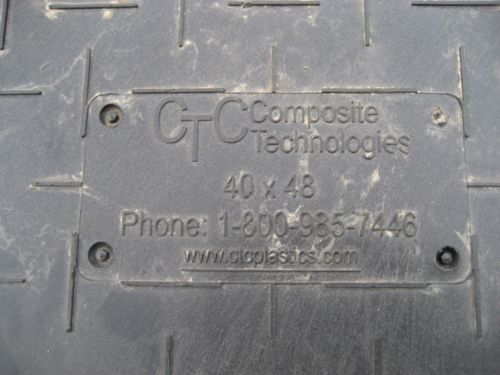 CTC Composite
Technologies
40 x 48
Phone: 1-800-985-7446
www.ctcplastics.com